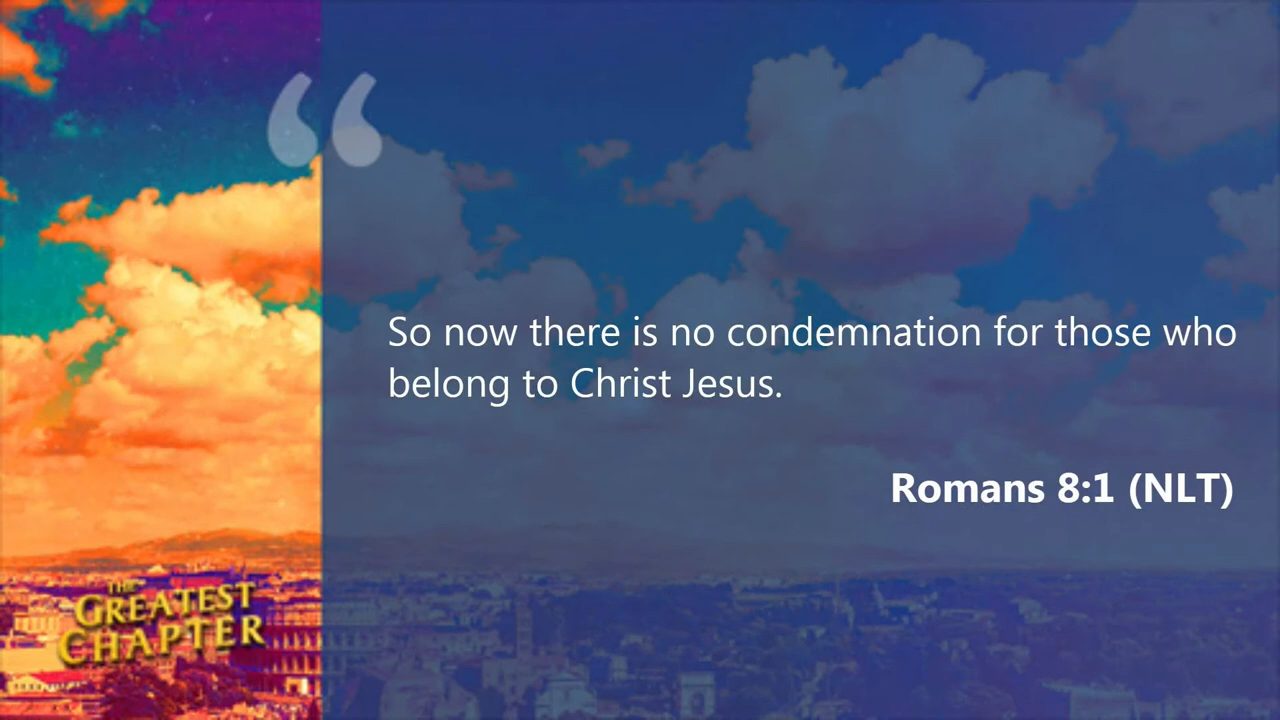 “
So now there is no condemnation for those who
belong to Christ Jesus.
Romans 8:1 (NLT)
THE
GREATEST
CHAPTER